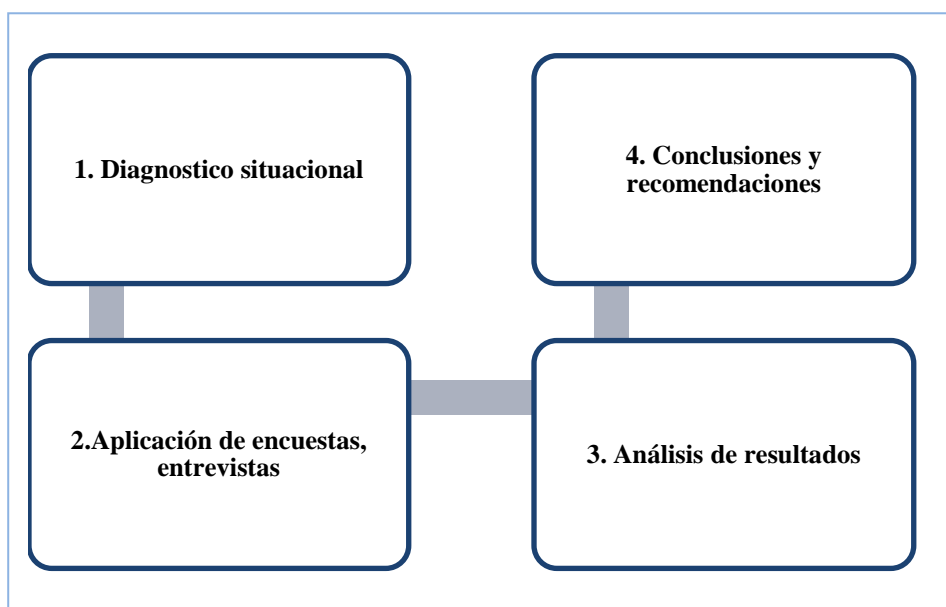 1. Diagnostico situacional
2.Aplicación de encuestas,
entrevistas
3. Análisis de resultados
4. Conclusiones y
recomendaciones